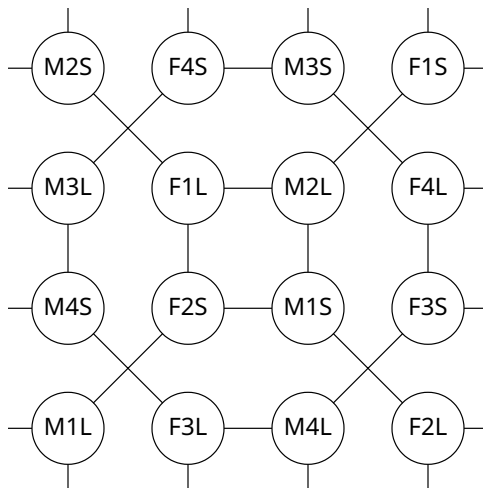 M2S F4S M3S F1S
M3L F1L M2L F4L
M4S F2S M1S F3S
M1L F3L M4L F2L